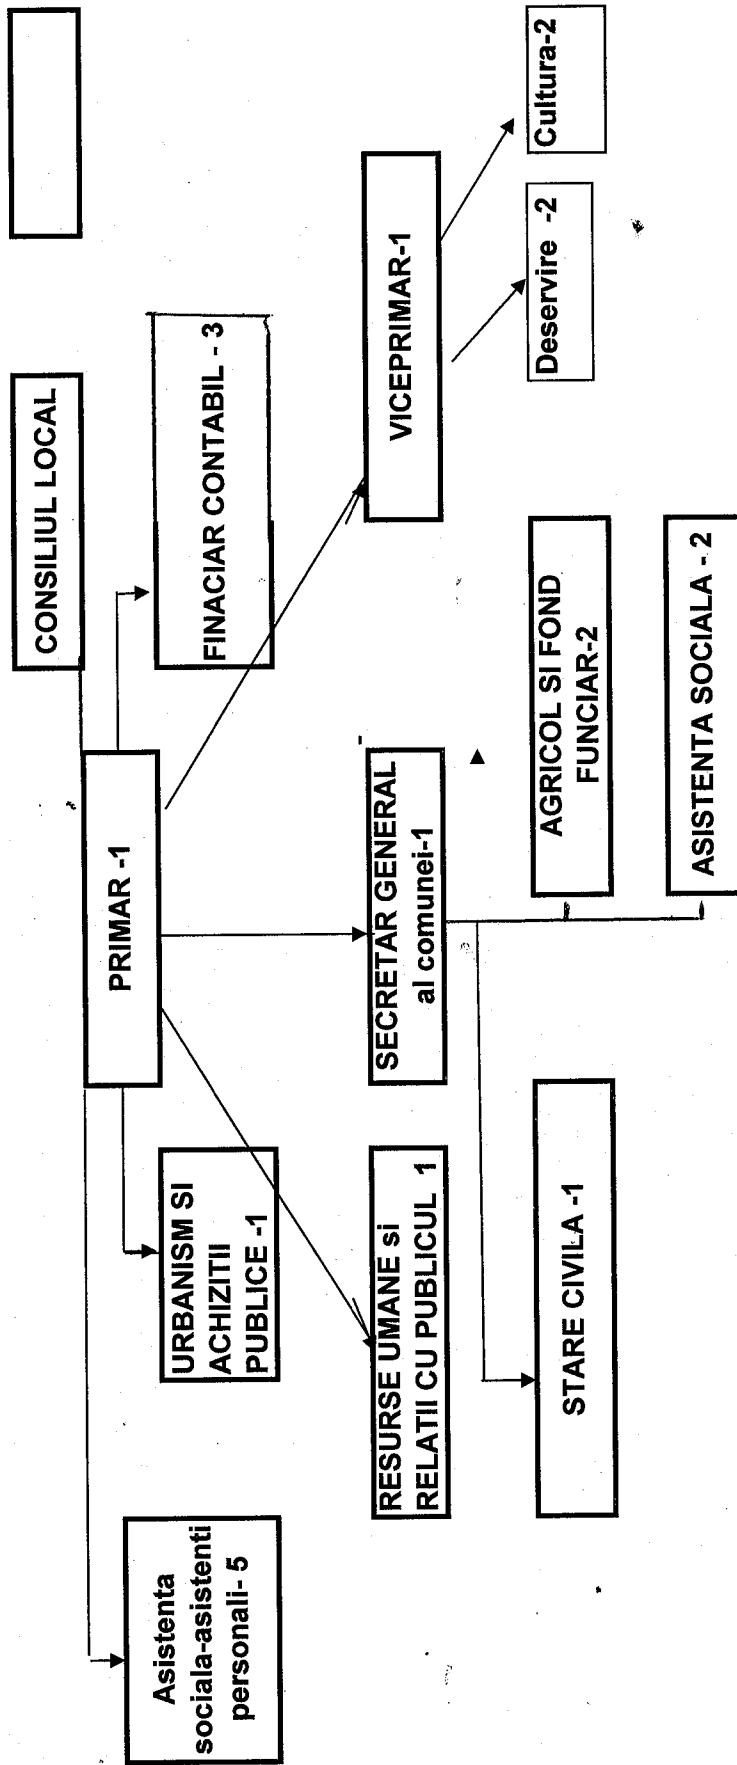 CONSILIUL LOCAL
PRIMAR -1
Asistenta
sociala-asistenti
personali- 5
URBANISM SI
ACHIZITII
PUBLICE -1
FINACIAR CONTABIL - 3
RESURSE UMANE si
RELATII CU PUBLICUL 1
SECRETAR GENERAL
al comunei-1
VICEPRIMAR-1
STARE CIVILA -1
AGRICOL SI FOND
FUNCIAR-2
Deservire -2
Cultura-2
ASISTENTA SOCIALA - 2